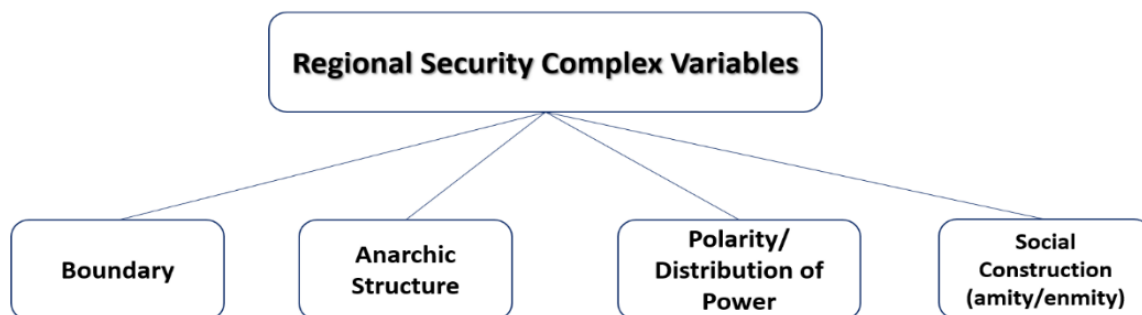 Regional Security Complex Variables
Boundary
Anarchic
Structure
Polarity/
Distribution of
Power
Social
Construction
(amity/enmity)